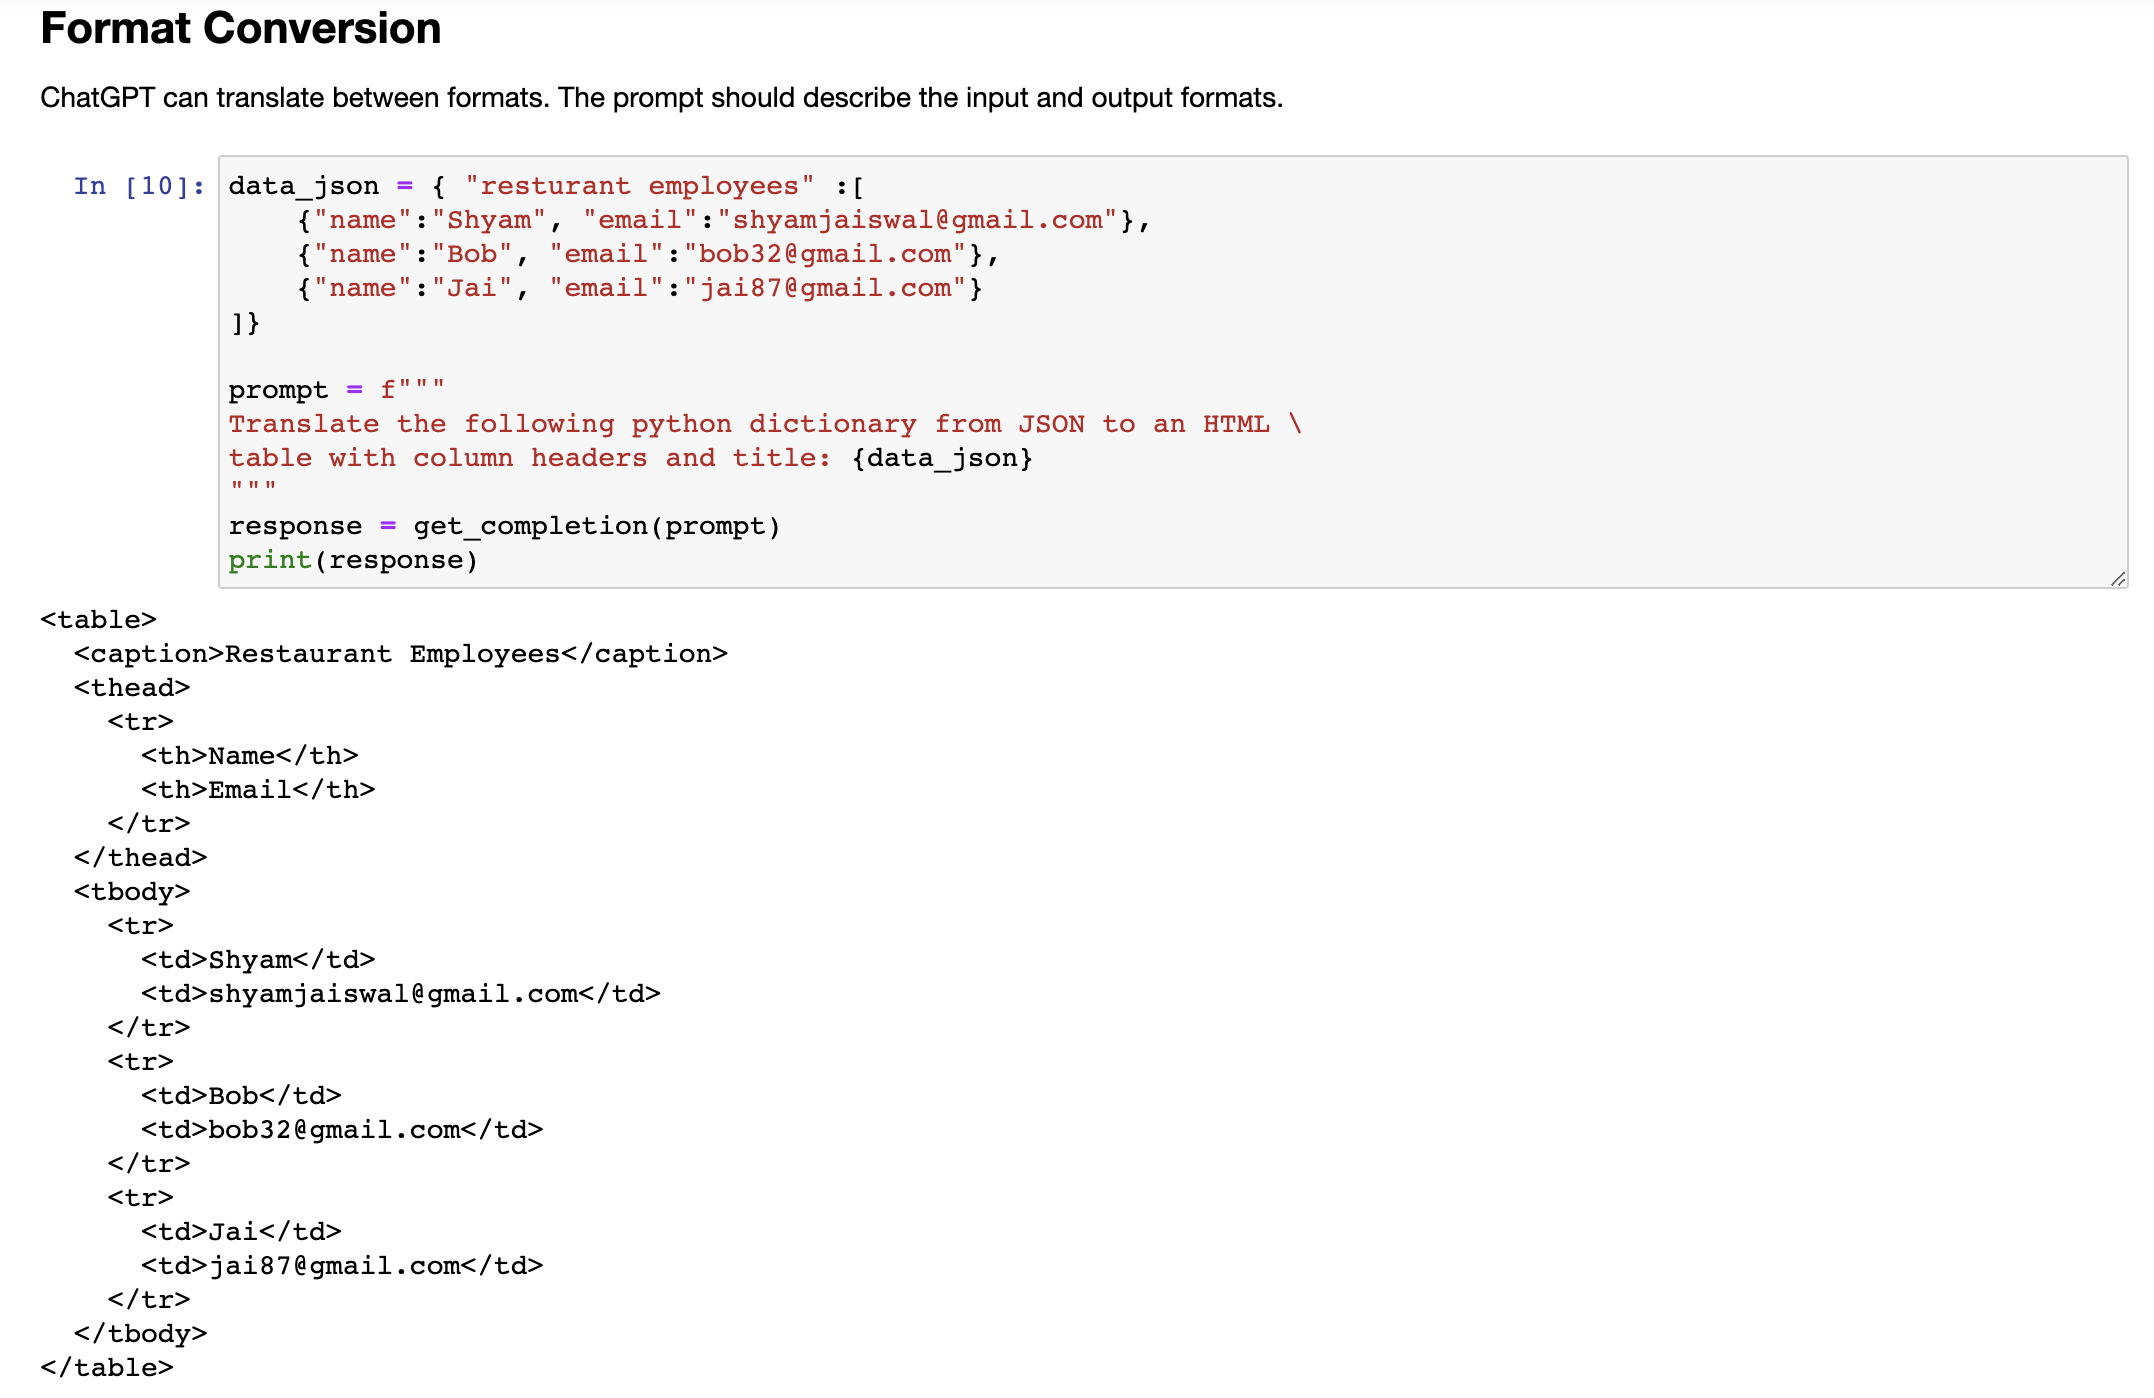 Format Conversion
ChatGPT can translate between formats. The prompt should describe the input and output formats.
In [10]: data_json = { "resturant employees" :[
    {"name":"Shyam", "email":"shyamjaiswal@gmail.com"},
    {"name":"Bob", "email":"bob32@gmail.com"},
    {"name":"Jai", "email":"jai87@gmail.com"}
]}
prompt = f"""
Translate the following python dictionary from JSON to an HTML \
table with column headers and title: {data_json}
"""
response = get_completion(prompt)
print(response)
<table>
  <caption>Restaurant Employees</caption>
  <thead>
    <tr>
      <th>Name</th>
      <th>Email</th>
    </tr>
  </thead>
  <tbody>
    <tr>
      <td>Shyam</td>
      <td>shyamjaiswal@gmail.com</td>
    </tr>
    <tr>
      <td>Bob</td>
      <td>bob32@gmail.com</td>
    </tr>
    <tr>
      <td>Jai</td>
      <td>jai87@gmail.com</td>
    </tr>
  </tbody>
</table>